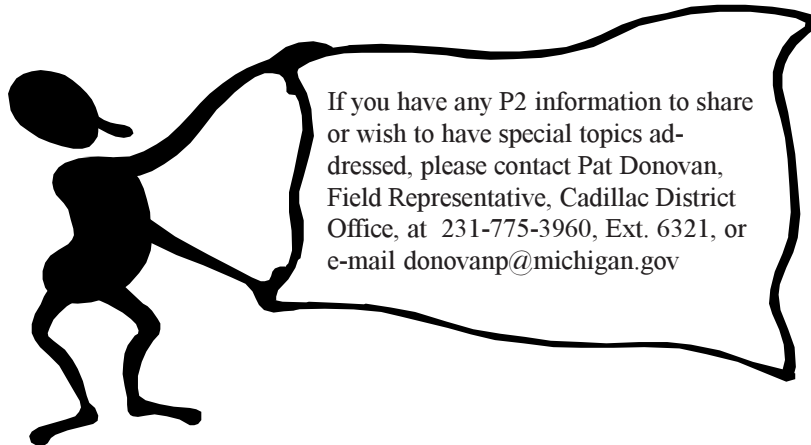 If you have any P2 information to share
or wish to have special topics ad-
dressed, please contact Pat Donovan,
Field Representative, Cadillac District
Office, at  231-775-3960, Ext. 6321, or
e-mail donovanp@michigan.gov